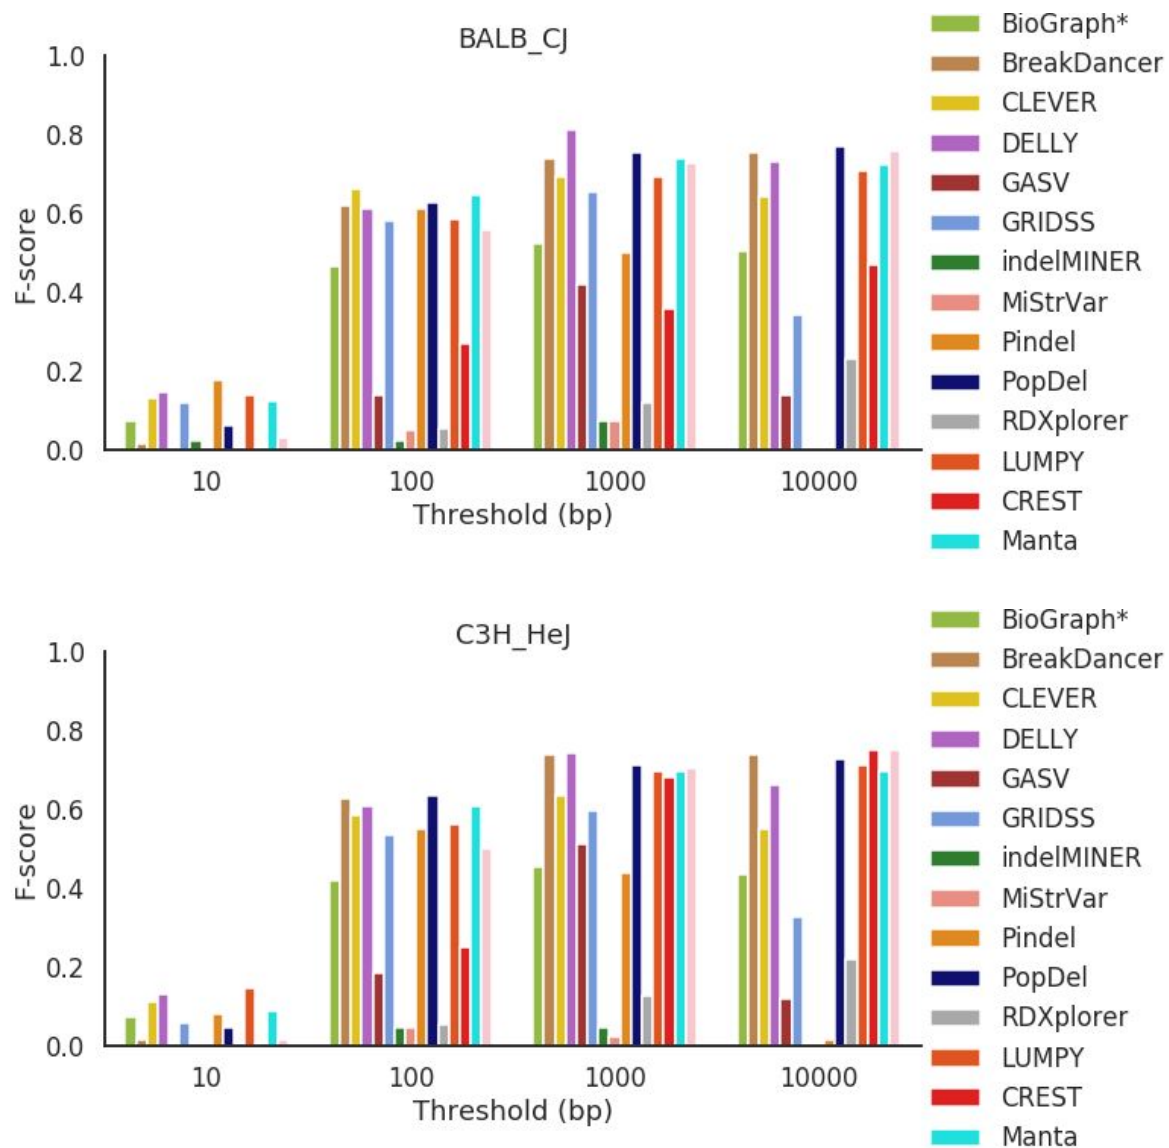 BALB_CJ
1.0
0.8
0.6
0.4
0.2
0.0
F-score
10 100 1000 10000
Threshold (bp)
BioGraph*
BreakDancer
CLEVER
DELLY
GASV
GRIDSS
indelMINER
MiStrVar
Pindel
PopDel
RDXplorer
LUMPY
CREST
Manta
C3H_HeJ
1.0
0.8
0.6
0.4
0.2
0.0
F-score
10 100 1000 10000
Threshold (bp)
BioGraph*
BreakDancer
CLEVER
DELLY
GASV
GRIDSS
indelMINER
MiStrVar
Pindel
PopDel
RDXplorer
LUMPY
CREST
Manta